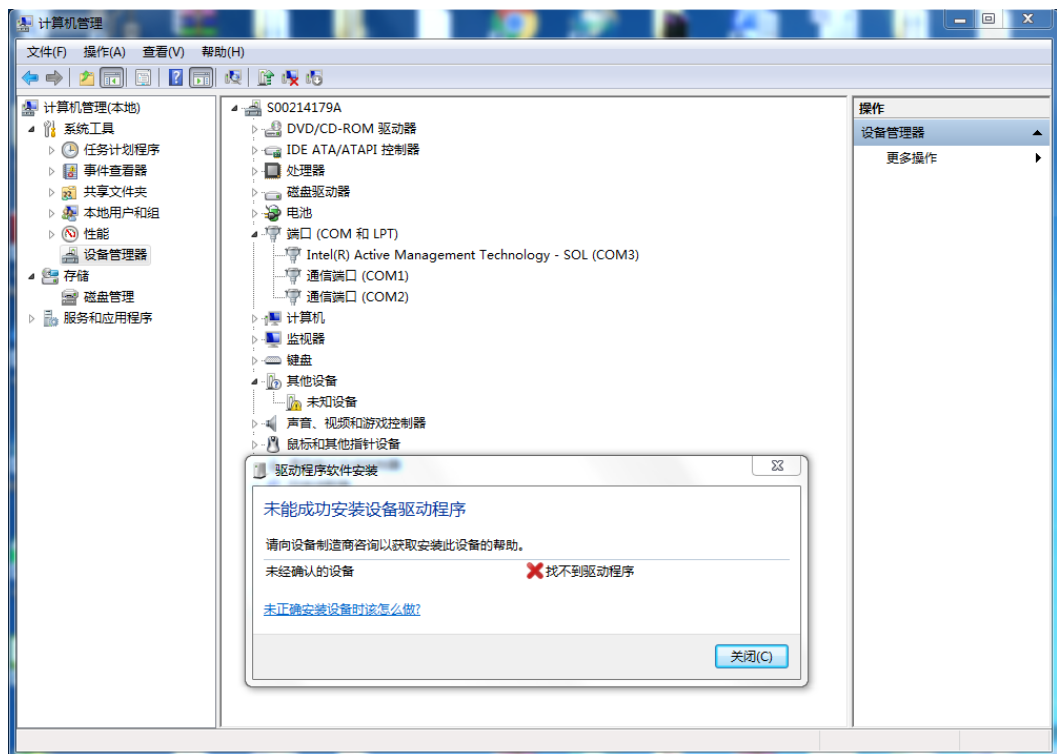 计算机管理
文件(F) 操作(A) 查看(V) 帮助(H)
计算机管理(本地)
系统工具
任务计划程序
事件查看器
共享文件夹
本地用户和组
性能
设备管理器
存储
磁盘管理
服务和应用程序
S00214179A
DVD/CD-ROM 驱动器
IDE ATA/ATAPI 控制器
处理器
磁盘驱动器
电池
端口 (COM 和 LPT)
Intel(R) Active Management Technology - SOL (COM3)
通信端口 (COM1)
通信端口 (COM2)
计算机
监视器
键盘
其他设备
未知设备
声音、视频和游戏控制器
鼠标和其他指针设备
操作
设备管理器
更多操作
驱动程序软件安装
未能成功安装设备驱动程序
请向设备制造商咨询以获取安装此设备的帮助。
未经确认的设备 找不到驱动程序
未正确安装设备时该怎么做?
关闭(C)